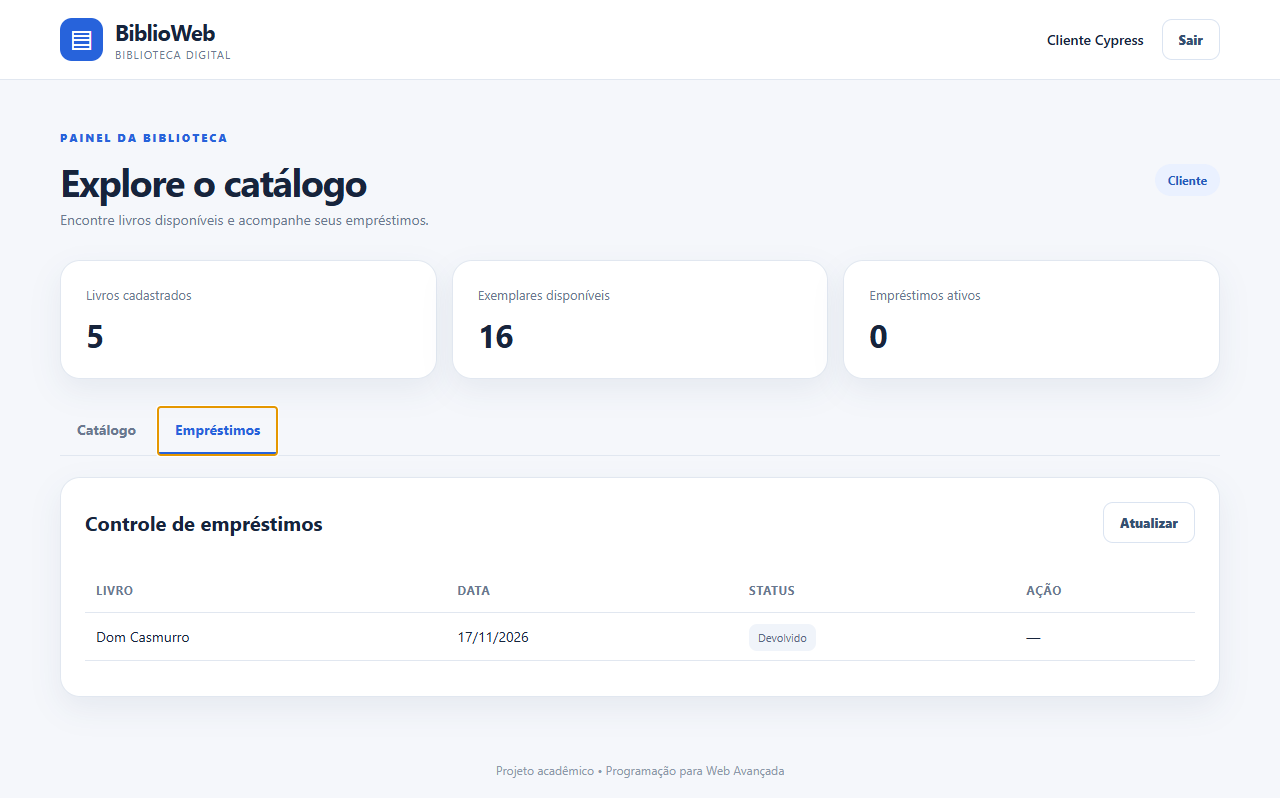 BiblioWeb
BIBLIOTECA DIGITAL
Cliente Cypress
Sair
PAINEL DA BIBLIOTECA
Explore o catálogo
Encontre livros disponíveis e acompanhe seus empréstimos.
Cliente
Livros cadastrados
5
Exemplares disponíveis
16
Empréstimos ativos
0
Catálogo
Empréstimos
Controle de empréstimos
Atualizar
LIVRO DATA STATUS AÇÃO
Dom Casmurro 17/11/2026 Devolvido —
Projeto acadêmico • Programação para Web Avançada